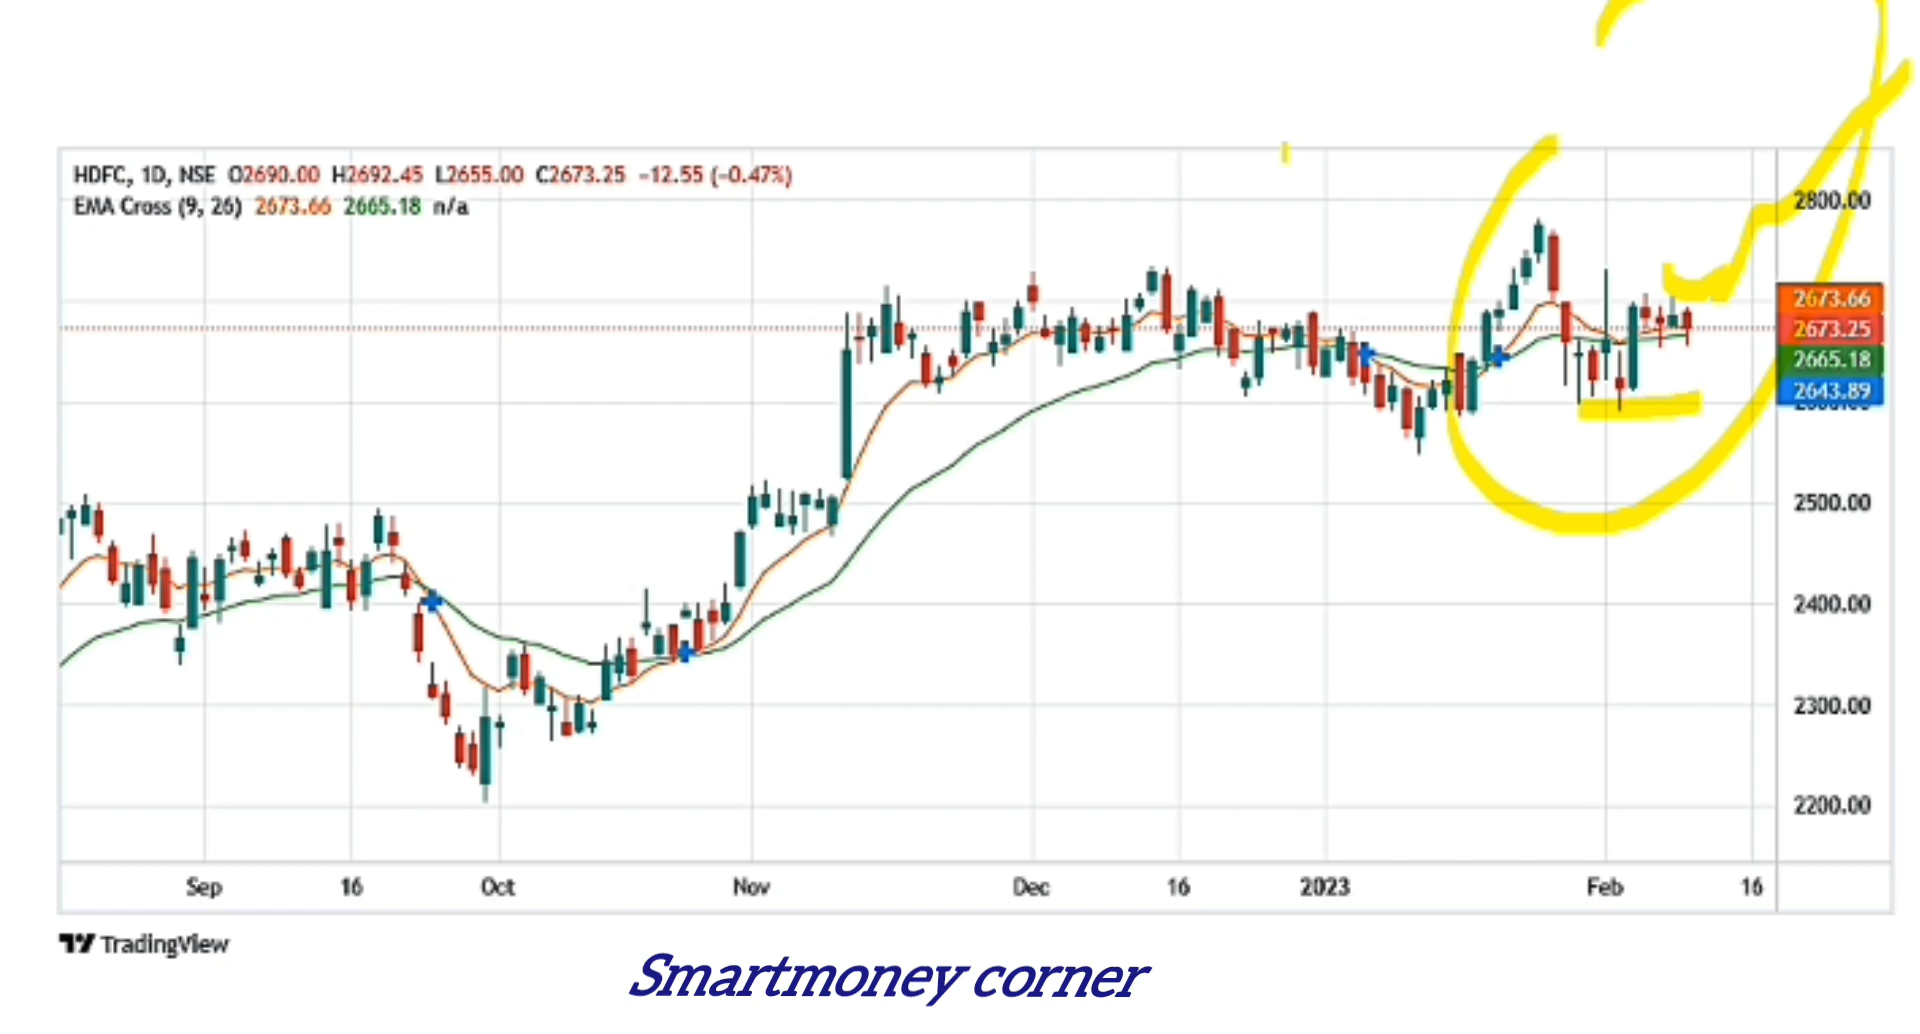 HDFC, 1D, NSE O2690.00 H2692.45 L2655.00 C2673.25 −12.55 (−0.47%)
EMA Cross (9, 26) 2673.66 2665.18 n/a
2800.00
2673.66
2673.25
2665.18
2643.89
2500.00
2400.00
2300.00
2200.00
Sep 16 Oct Nov Dec 16 2023 Feb 16
TradingView
Smartmoney corner